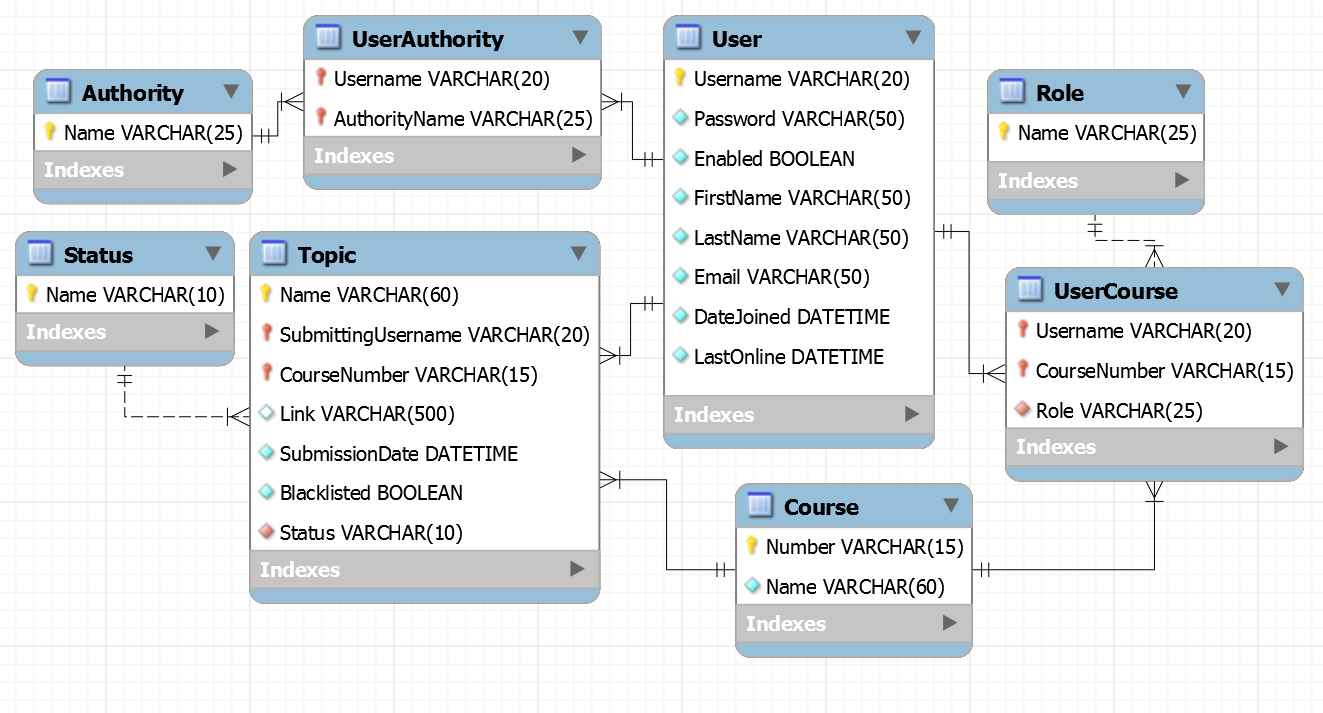 Authority
Name VARCHAR(25)
Indexes
UserAuthority
Username VARCHAR(20)
AuthorityName VARCHAR(25)
Indexes
User
Username VARCHAR(20)
Password VARCHAR(50)
Enabled BOOLEAN
FirstName VARCHAR(50)
LastName VARCHAR(50)
Email VARCHAR(50)
DateJoined DATETIME
LastOnline DATETIME
Indexes
Role
Name VARCHAR(25)
Indexes
Status
Name VARCHAR(10)
Indexes
Topic
Name VARCHAR(60)
SubmittingUsername VARCHAR(20)
CourseNumber VARCHAR(15)
Link VARCHAR(500)
SubmissionDate DATETIME
Blacklisted BOOLEAN
Status VARCHAR(10)
Indexes
UserCourse
Username VARCHAR(20)
CourseNumber VARCHAR(15)
Role VARCHAR(25)
Indexes
Course
Number VARCHAR(15)
Name VARCHAR(60)
Indexes